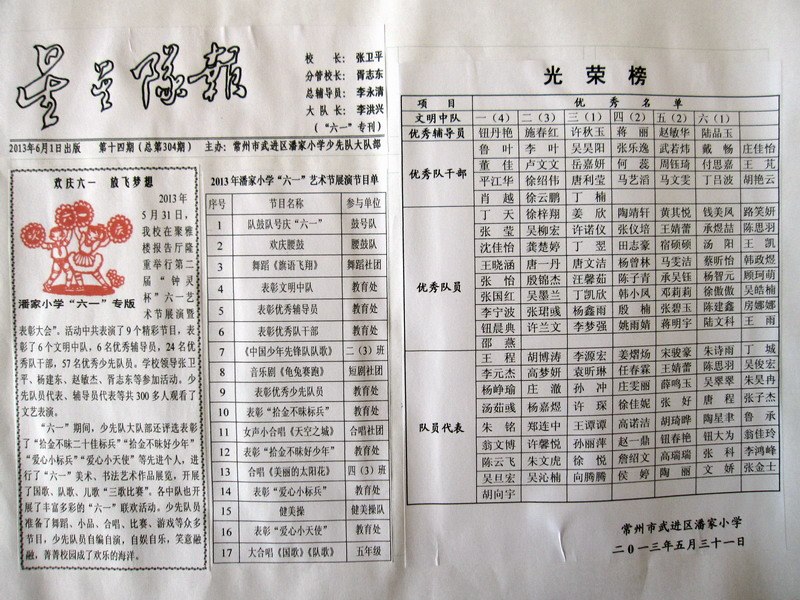 星星队报
校 长：张卫平
分管校长：胥志东
总辅导员：李永清
大 队 长：李洪兴
（“六一”专刊）
2013年6月1日出版 第十四期（总第304期） 主办：常州市武进区潘家小学少先队大队部
欢庆六一 放飞梦想
2013年
5月31日，
我校在聚雅
楼报告厅隆
重举行第二
届“钟灵
杯”六一艺
术节展演暨
潘家小学“六一”专版
表彰大会”。活动中共表演了9个精彩节目，表
彰了6个文明中队，6名优秀辅导员，24名优
秀队干部，57名优秀少先队员。学校领导张卫
平、杨建东、赵敏杰、胥志东等参加活动，少
先队员代表、辅导员代表等共300多人观看了
文艺表演。
“六一”期间，少先队大队部还评选表彰
了“拾金不昧二十佳标兵”“拾金不昧好少年”
“爱心小标兵”“爱心小天使”等先进个人，进
行了“六一”美术、书法艺术作品展览，开展
了国歌、队歌、儿歌“三歌比赛”。各中队也开
展了丰富多彩的“六一”联欢活动。少先队员
准备了舞蹈、小品、合唱、比赛、游戏等众多
节目，少先队员自编自演，自娱自乐，笑意融
融，菁菁校园成了欢乐的海洋。
2013年潘家小学“六一”艺术节展演节目单
序号 节目名称 参与单位
1 队鼓队号庆“六一” 鼓号队
2 欢庆腰鼓 腰鼓队
3 舞蹈《旗语飞翔》 舞蹈社团
4 表彰文明中队 教育处
5 表彰优秀辅导员 教育处
6 表彰优秀队干部 教育处
7 《中国少年先锋队队歌》 二（3）班
8 音乐剧《龟兔赛跑》 短剧社团
9 表彰优秀少先队员 教育处
10 表彰“拾金不昧标兵” 教育处
11 女声小合唱《天空之城》 合唱社团
12 表彰“拾金不昧好少年” 教育处
13 合唱《美丽的太阳花》 四（3）班
14 表彰“爱心小标兵” 教育处
15 健美操 健美操队
16 表彰“爱心小天使” 教育处
17 大合唱《国歌》《队歌》 五年级
光荣榜
项 目 优 秀 名 单
文明中队 一（4） 二（3） 三（1） 四（2） 五（2） 六（1）
优秀辅导员 钮丹艳 施春红 许秋玉 蒋 丽 赵敏华 陆品玉
优秀队干部
鲁 叶 李 叶 吴昊阳 张乐逸 武若炜 戴 畅 庄佳怡
董 佳 卢文文 岳嘉妍 何 蕊 周钰琦 付思嘉 王 芃
平江华 徐绍伟 唐利莹 马艺滔 马文雯 丁吕波 胡艳云
肖 越 徐云鹏 丁 楠
优秀队员
丁 天 徐梓翔 姜 欣 陶靖轩 黄其悦 钱美凤 路笑妍
张 莹 吴柳宏 许诺仪 张仪培 王婧蕾 承煜喆 陈思羽
沈佳怡 龚楚婷 丁 翌 田志豪 宿硕硕 汤 阳 王 凯
王晓涵 唐一丹 唐文洁 杨曾林 马雯洁 蔡昕怡 韩政煜
张 怡 殷锦杰 汪馨茹 陈子青 承吴钰 杨智元 顾珂萌
张国红 吴墨兰 丁凯欣 韩小凤 邓莉莉 徐傲傲 吴皓楠
李宁波 张珺彧 杨鑫雨 殷 楠 张碧玉 陈建鑫 房娜娜
钮晨典 许兰文 李梦强 姚雨婧 蒋明宇 陆文科 王 雨
邵 燕
队员代表
王 程 胡博涛 李源宏 姜熠炀 宋骏豪 朱诗雨 丁 城
李元杰 高梦妍 袁昕琳 任春霖 王婧蕾 陈思羽 吴俊宏
杨峥瑜 庄 澈 孙 冲 庄雯丽 薛鸣玉 吴翠翠 朱昊冉
汤茹彧 杨嘉煜 许 琛 徐佳妮 张 好 唐 程 张子杰
朱 铭 郑连中 王谭谭 高诺洁 胡琦晔 陶星聿 鲁 承
翁文博 许馨悦 孙丽萍 赵一鼎 钮春艳 钮大为 翁佳玲
陈云飞 朱文虎 徐 悦 詹绍文 高瑞瑞 张 科 李鸿峰
吴旦宏 吴沁楠 向腾腾 侯 婷 陶 丽 文 妍 张金士
胡向宇
常州市武进区潘家小学
二0一三年五月三十一日